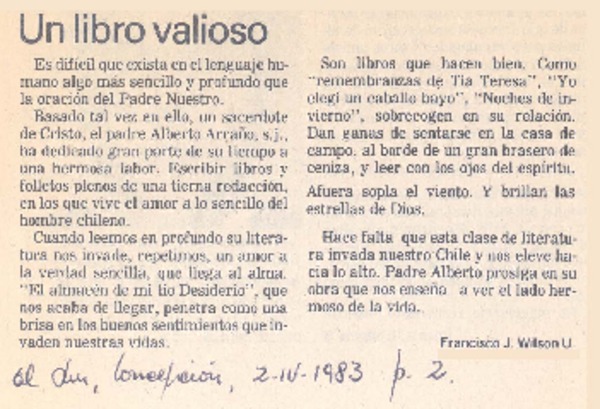 Un libro valioso
Es difícil que exista en el lenguaje hu-
mano algo más sencillo y profundo que
la oración del Padre Nuestro.
Basado tal vez en ello, un sacerdote
de Cristo, el padre Alberto Arraño, s.j.,
ha dedicado gran parte de su tiempo a
una hermosa labor. Escribir libros y
folletos plenos de una tierna redacción,
en los que vive el amor a lo sencillo del
hombre chileno.
Cuando leemos en profundo su litera-
tura nos invade, repetimos, un amor a
la verdad sencilla, que llega al alma.
"El almacén de mi tío Desiderio", que
nos acaba de llegar, penetra como una
brisa en los buenos sentimientos que in-
vaden nuestras vidas.
Son libros que hacen bien. Como
"remembranzas de Tía Teresa", "Yo
elegí un caballo bayo", "Noches de in-
vierno", sobrecogen en su relación.
Dan ganas de sentarse en la casa de
campo, al borde de un gran brasero de
ceniza, y leer con los ojos del espíritu.
Afuera sopla el viento. Y brillan las
estrellas de Dios.
Hace falta que esta clase de literatu-
ra invada nuestro Chile y nos eleve ha-
cia lo alto. Padre Alberto prosiga en su
obra que nos enseña a ver el lado her-
moso de la vida.
Francisco J. Wilson U.
El Sur, Concepción, 2-IV-1983 p. 2.